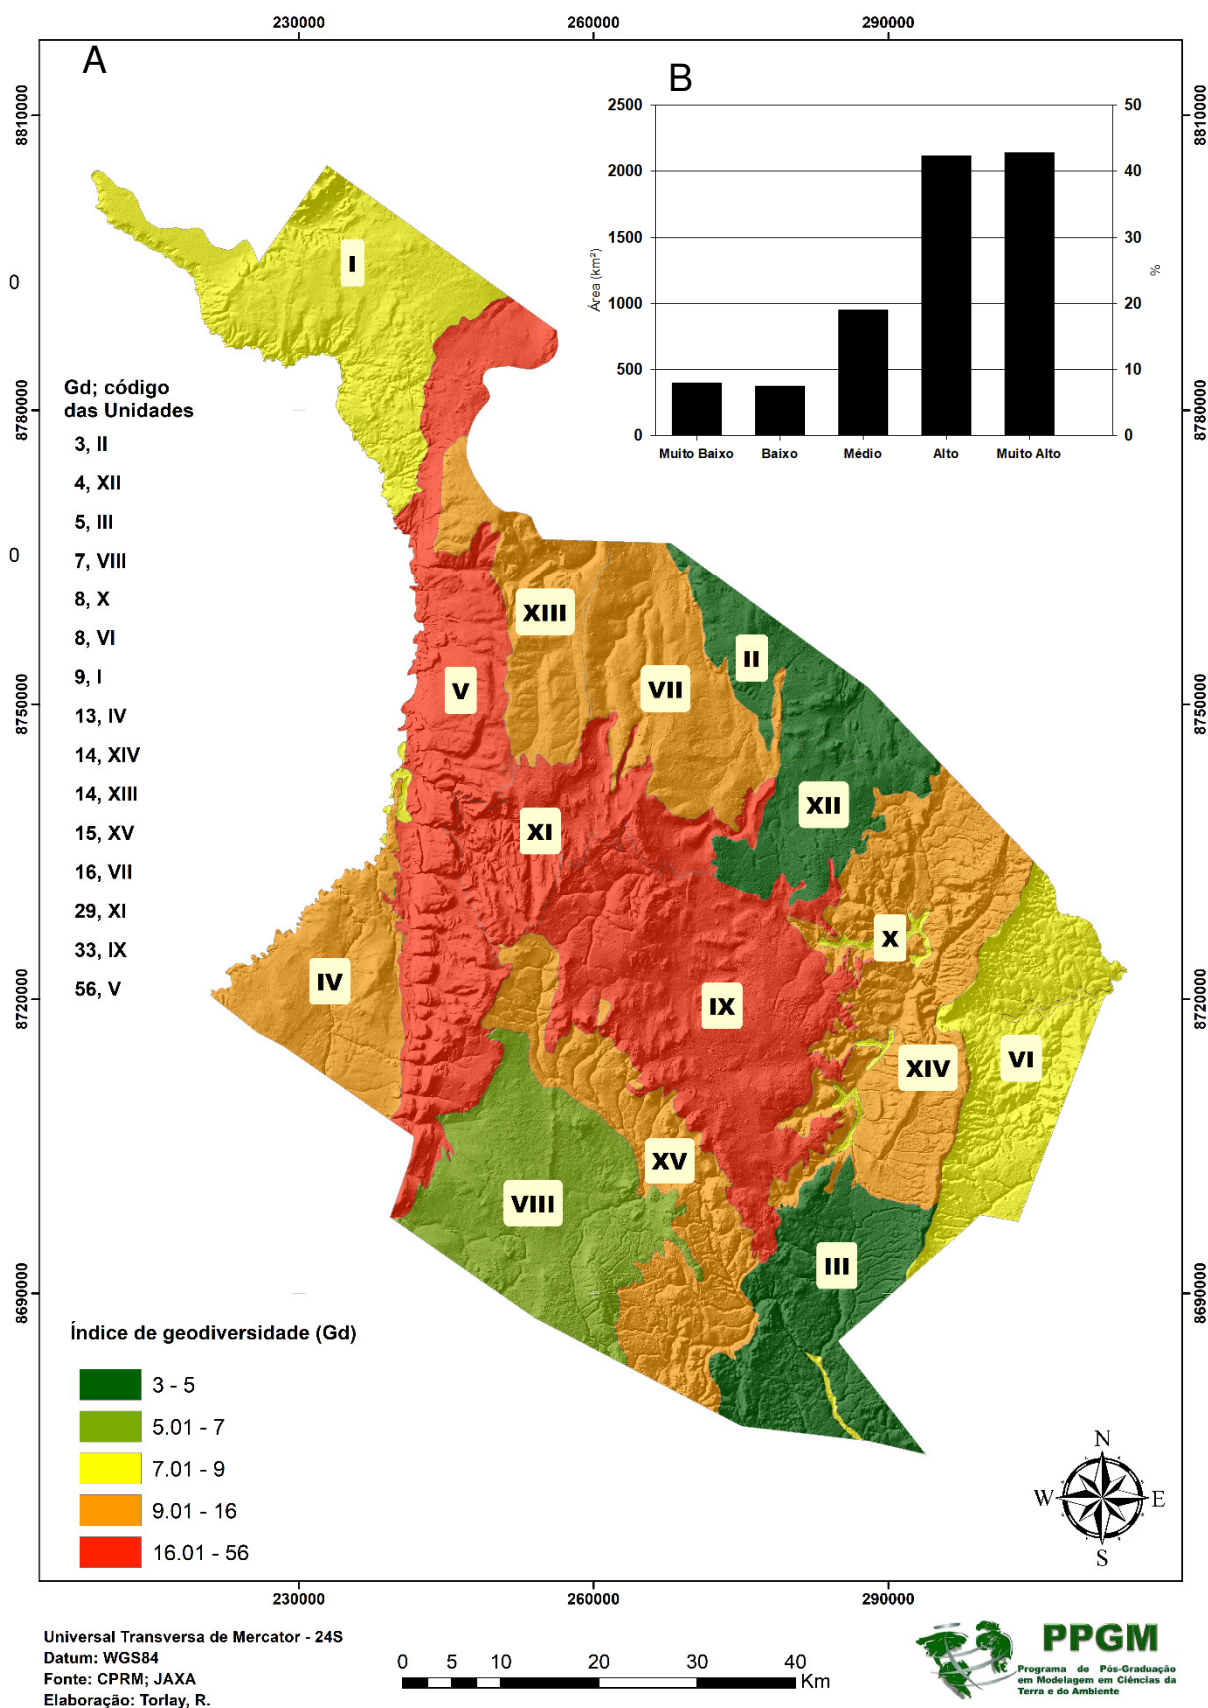 230000
260000
290000
A
B
8810000
8810000
2500
2000
1500
1000
500
0
50
40
30
20
10
0
Área (km²)
%
Muito Baixo
Baixo
Médio
Alto
Muito Alto
0
0
Gd; código
das Unidades
3, II
4, XII
5, III
7, VIII
8, X
8, VI
9, I
13, IV
14, XIV
14, XIII
15, XV
16, VII
29, XI
33, IX
56, V
8780000
8780000
8750000
8750000
8720000
8720000
8690000
8690000
I
XIII
II
VII
V
XII
XI
X
IV
IX
XIV
VI
XV
VIII
III
Índice de geodiversidade (Gd)
3 - 5
5.01 - 7
7.01 - 9
9.01 - 16
16.01 - 56
N
W
E
S
230000
260000
290000
Universal Transversa de Mercator - 24S
Datum: WGS84
Fonte: CPRM; JAXA
Elaboração: Torlay, R.
0 5 10 20 30 40
Km
PPGM
Programa de Pós-Graduação
em Modelagem em Ciências da
Terra e do Ambiente